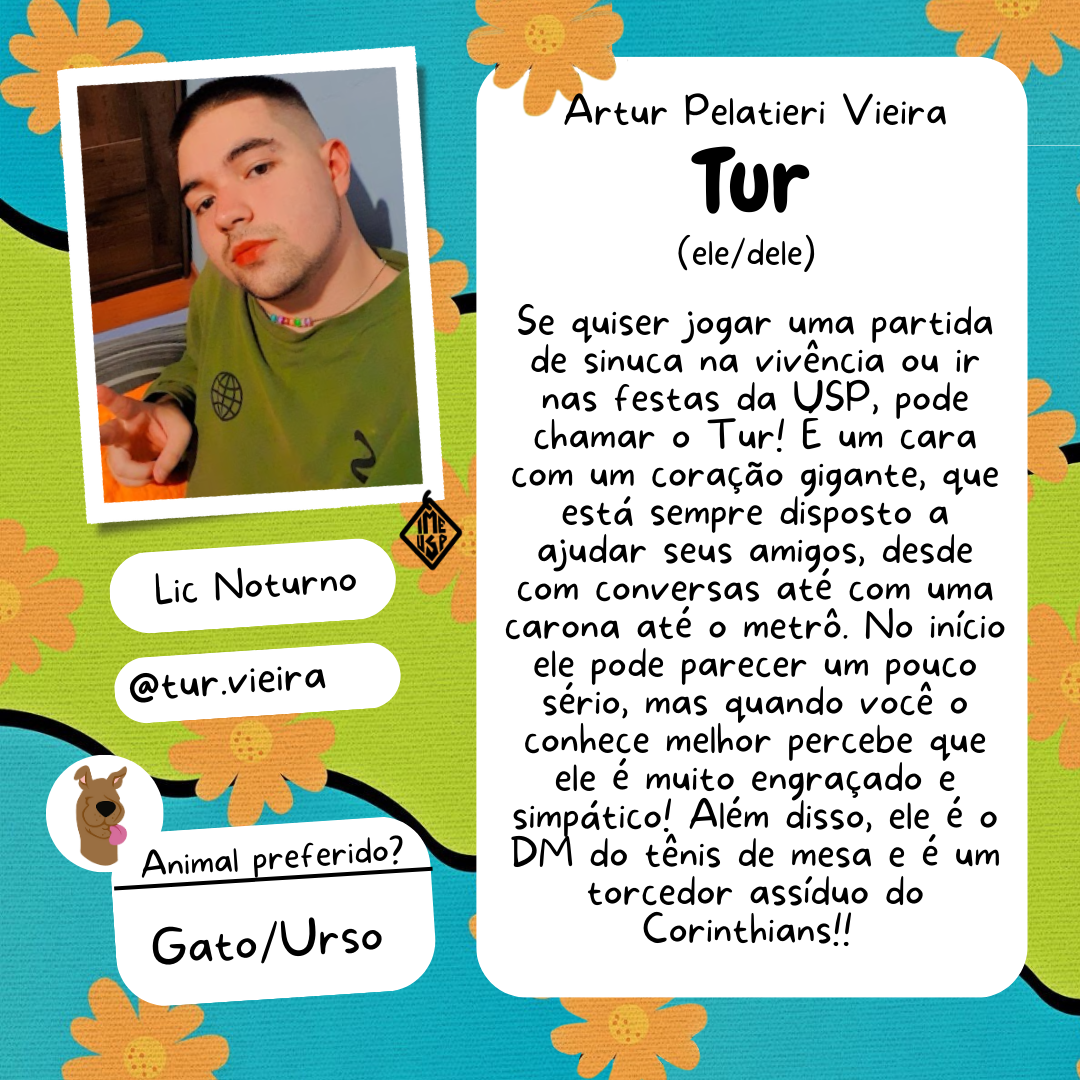 Artur Pelatieri Vieira
Tur
(ele/dele)
Se quiser jogar uma partida
de sinuca na vivência ou ir
nas festas da USP, pode
chamar o Tur! É um cara
com um coração gigante, que
está sempre disposto a
ajudar seus amigos, desde
com conversas até com uma
carona até o metrô. No início
ele pode parecer um pouco
sério, mas quando você o
conhece melhor percebe que
ele é muito engraçado e
simpático! Além disso, ele é o
DM do tênis de mesa e é um
torcedor assíduo do
Corinthians!!
IME
USP
Lic Noturno
@tur.vieira
Animal preferido?
Gato/Urso